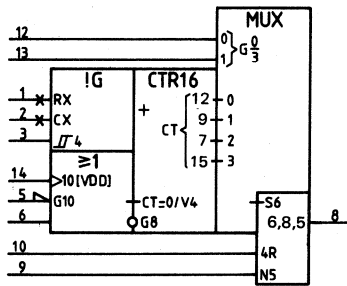 MUX
12 0
13 1
G 0/3
!G CTR16
1 RX
2 CX
3 4
+
CT
12 0
9 1
7 2
15 3
≥1
14 10[VDD]
5 G10
6
CT=0/V4
G8
S6
6,8,5 8
10 4R
9 N5